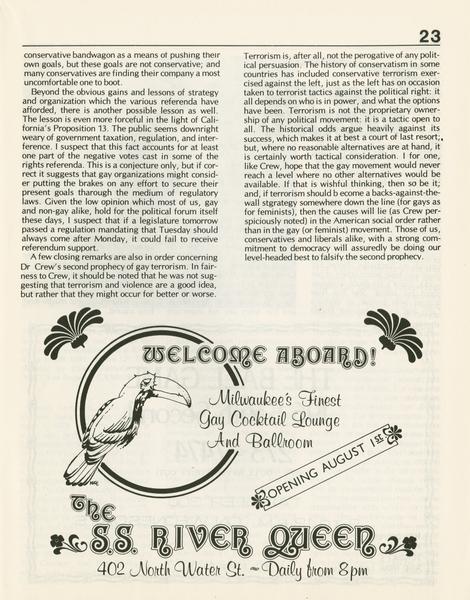 23
conservative bandwagon as a means of pushing their
own goals, but these goals are not conservative; and
many conservatives are finding their company a most
uncomfortable one to boot.
Beyond the obvious gains and lessons of strategy
and organization which the various referenda have
afforded, there is another possible lesson as well.
The lesson is even more forceful in the light of Cal-
ifornia's Proposition 13. The public seems downright
weary of government taxation, regulation, and inter-
ference. I suspect that this fact accounts for at least
one part of the negative votes cast in some of the
rights referenda. This is a conjecture only, but if cor-
rect it suggests that gay organizations might consid-
er putting the brakes on any effort to secure their
present goals tharough the medium of regulatory
laws. Given the low opinion which most of us, gay
and non-gay alike, hold for the political forum itself
these days, I suspect that if a legislature tomorrow
passed a regulation mandating that Tuesday should
always come after Monday, it could fail to receive
referendum support.
A few closing remarks are also in order concerning
Dr Crew's second prophecy of gay terrorism. In fair-
ness to Crew, it should be noted that he was not sug-
gesting that terrorism and violence are a good idea,
but rather that they might occur for better or worse.
Terrorism is, after all, not the perogative of any polit-
ical persuasion. The history of conservatism in some
countries has included conservative terrorism exer-
cised against the left, just as the left has on occasion
taken to terrorist tactics against the political right: it
all depends on who is in power, and what the options
have been. Terrorism is not the proprietary owner-
ship of any political movement: it is a tactic open to
all. The historical odds argue heavily against its
success, which makes it at best a court of last resort;
but, where no reasonable alternatives are at hand, it
is certainly worth tactical consideration. I for one,
like Crew, hope that the gay movement would never
reach a level where no other alternatives would be
available. If that is wishful thinking, then so be it;
and, if terrorism should b ecome a backs-against-the-
wall stgrategy somewhere down the line (for gays as
for feminists), then the causes will lie (as Crew per-
spicuously noted) in the American social order rather
than in the gay (or feminist) movement. Those of us,
conservatives and liberals alike, with a strong com-
mitment to democracy will assuredly be doing our
level-headed best to falsify the second prophecy.
WELCOME ABOARD!
Milwaukee's Finest
Gay Cocktail Lounge
And Ballroom
OPENING AUGUST 1ST
The
S.S. RIVER QUEEN
402 North Water St. ~ Daily from 8pm